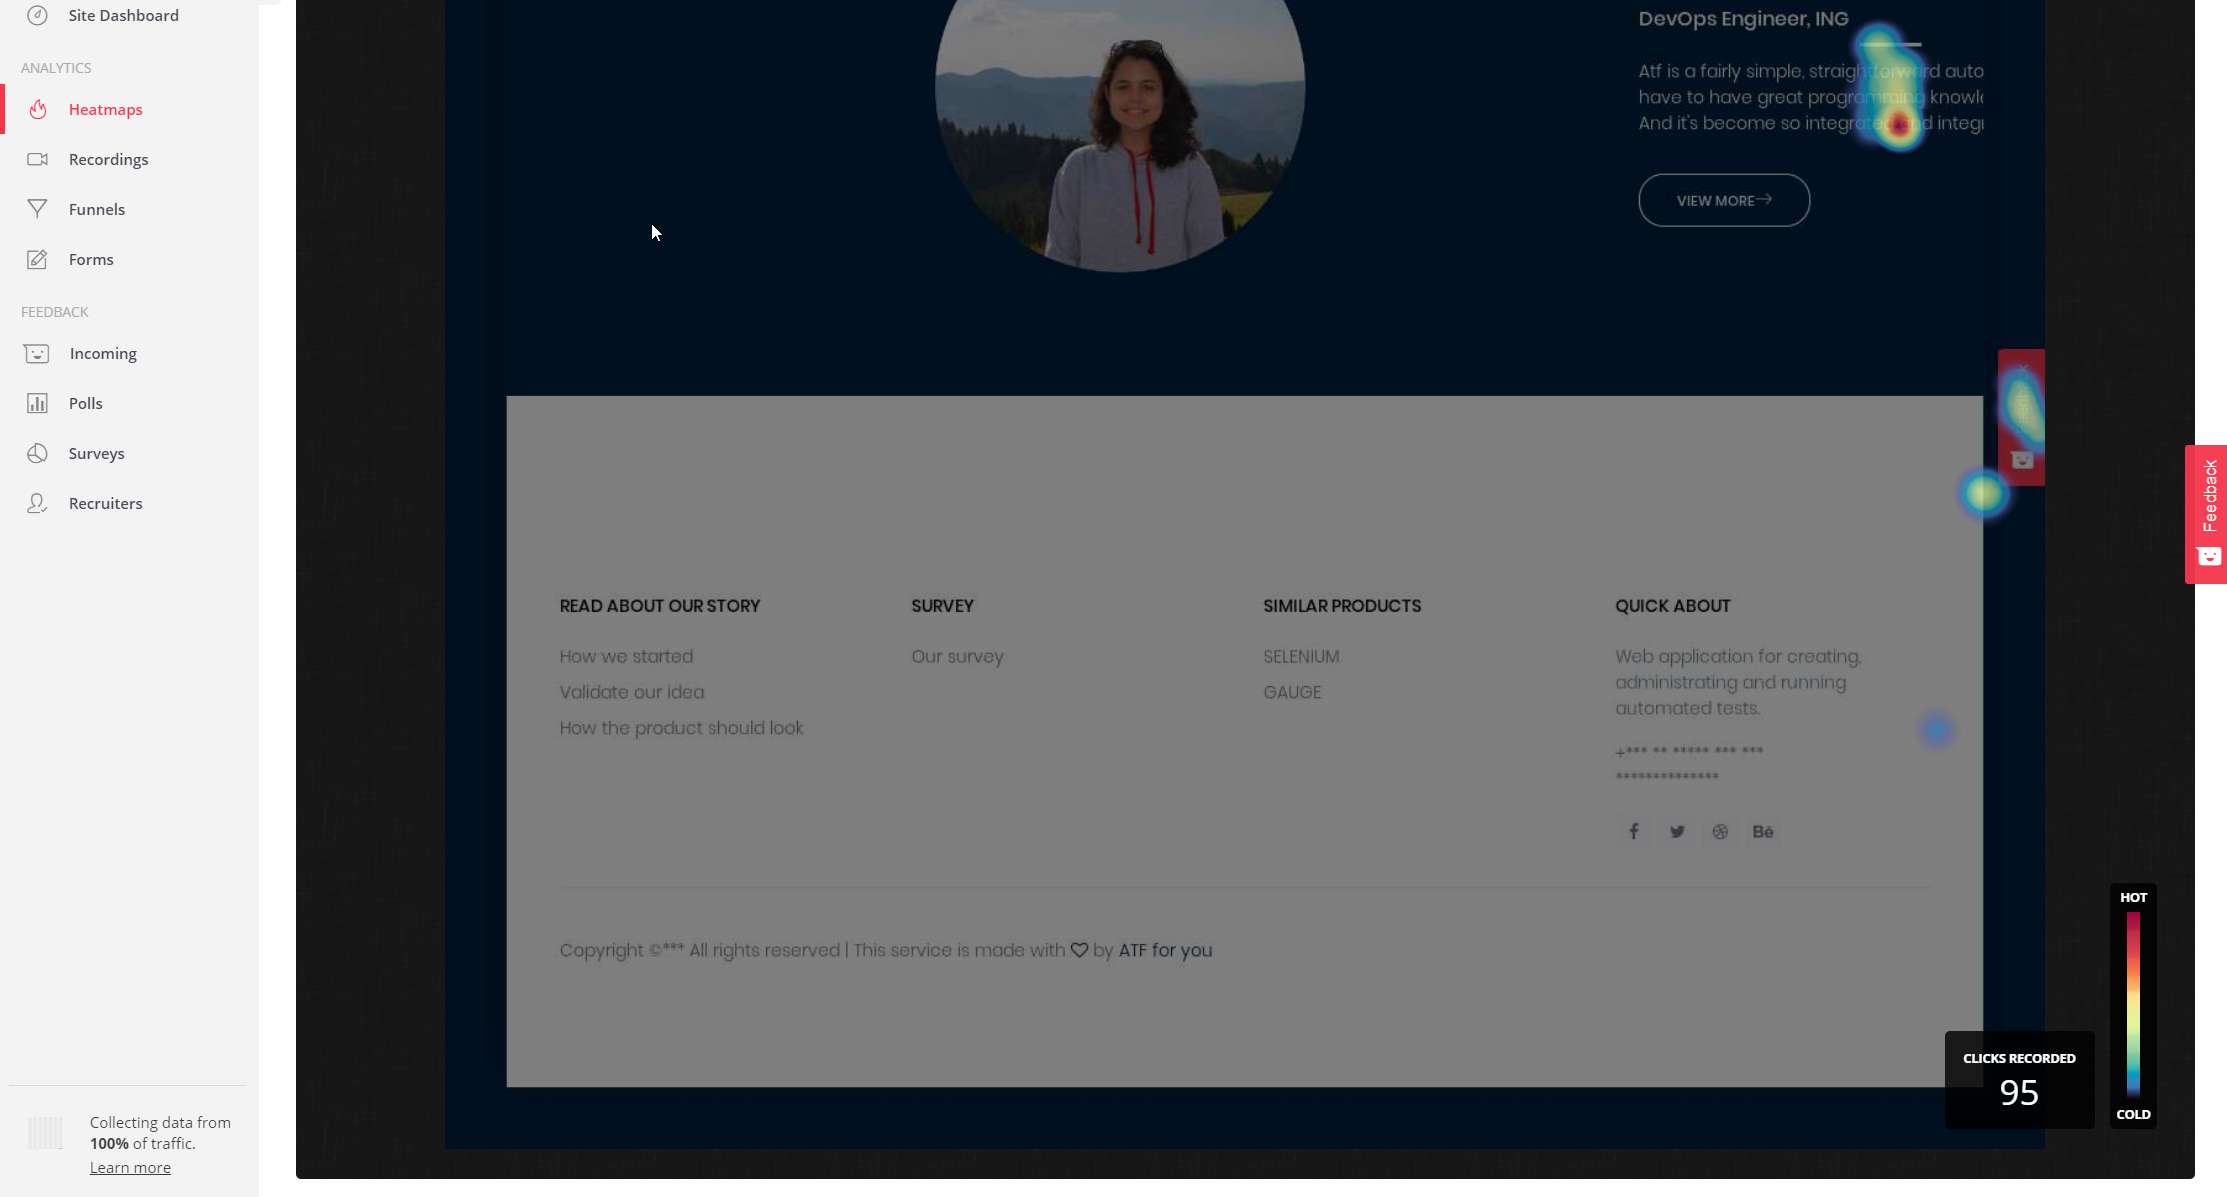 Site Dashboard
ANALYTICS
Heatmaps
Recordings
Funnels
Forms
FEEDBACK
Incoming
Polls
Surveys
Recruiters
Collecting data from
100% of traffic.
Learn more
DevOps Engineer, ING
Atf is a fairly simple, straightforward auto
have to have great programming knowle
And it's become so integrated and integr
VIEW MORE
Feedback
READ ABOUT OUR STORY
How we started
Validate our idea
How the product should look
SURVEY
Our survey
SIMILAR PRODUCTS
SELENIUM
GAUGE
QUICK ABOUT
Web application for creating,
administrating and running
automated tests.
+*** ** ***** *** ***
**************
Bē
Copyright ©*** All rights reserved | This service is made with ♡ by ATF for you
Feedback
HOT
COLD
CLICKS RECORDED
95